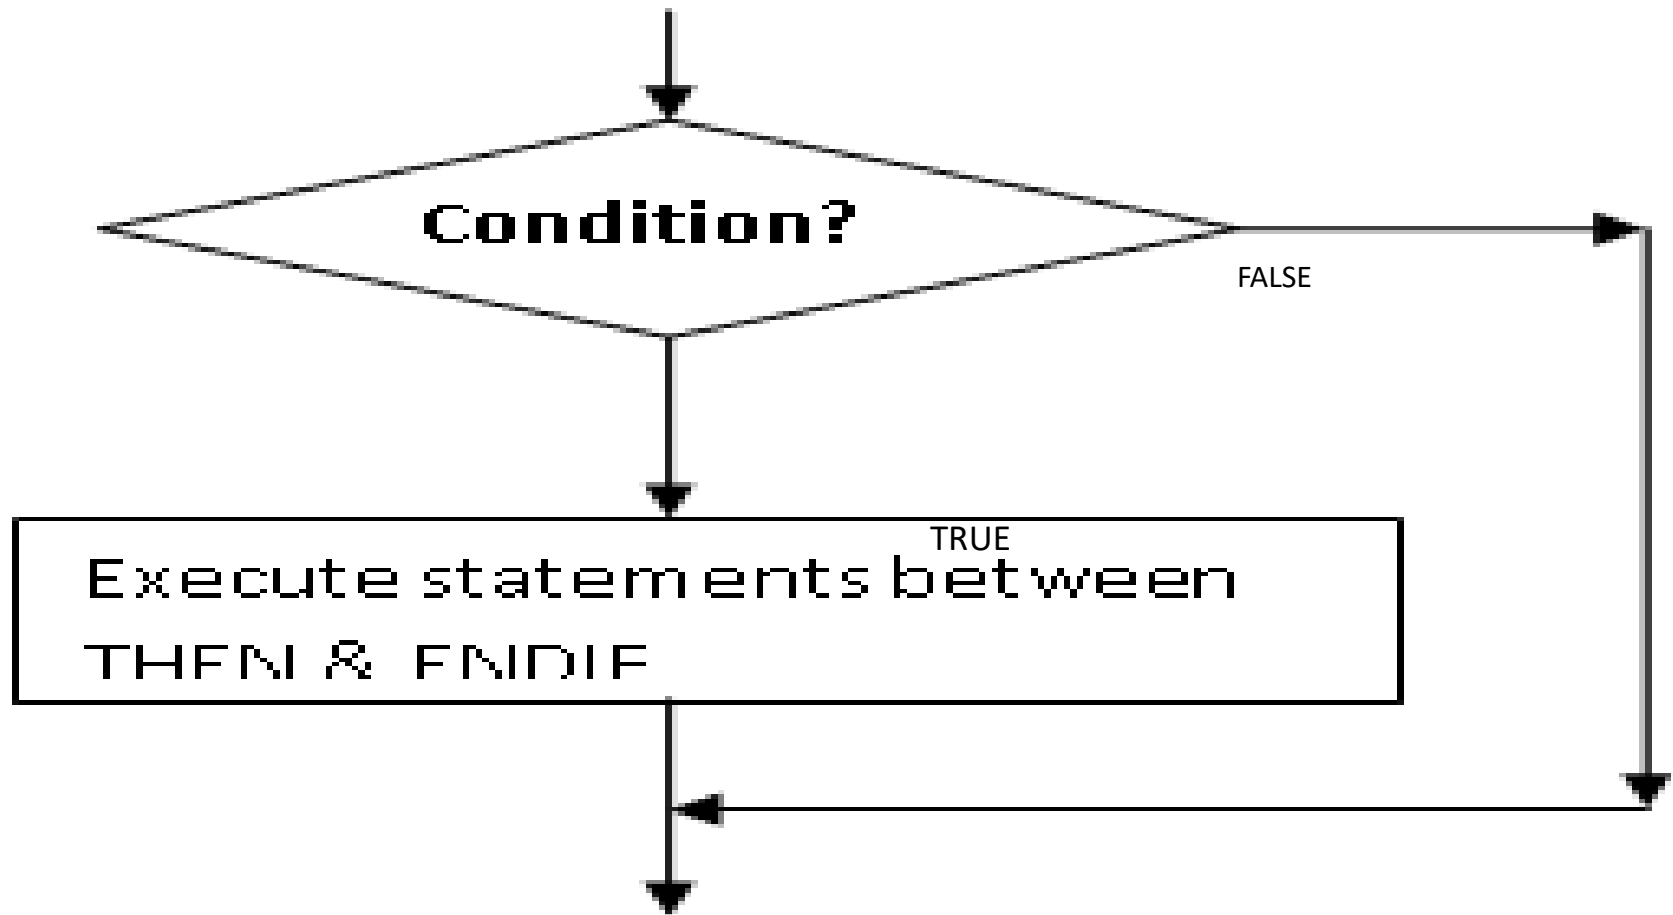 Condition?
FALSE
TRUE
Execute statements between
THEN & ENDIF